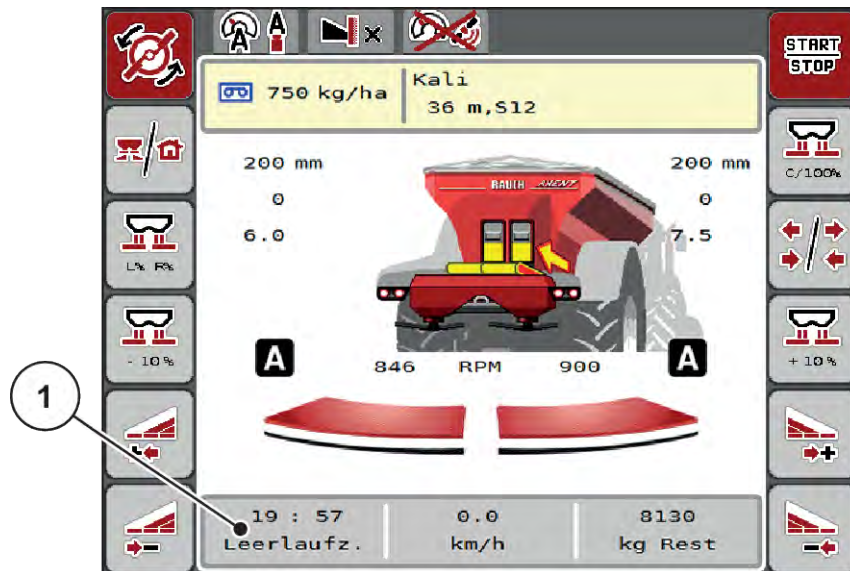 A A
x
START
STOP
750 kg/ha
Kali
36 m,S12
200 mm
200 mm
C/100%
0
0
RAUCH AXENT
6.0
7.5
L% R%
- 10 %
+ 10 %
A
846 RPM 900
A
1
19 : 57
0.0
8130
Leerlaufz.
km/h
kg Rest